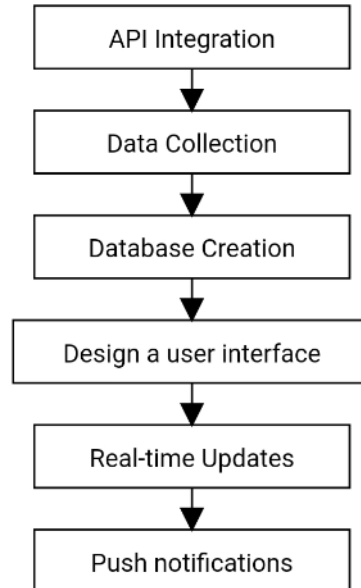 API Integration
Data Collection
Database Creation
Design a user interface
Real-time Updates
Push notifications